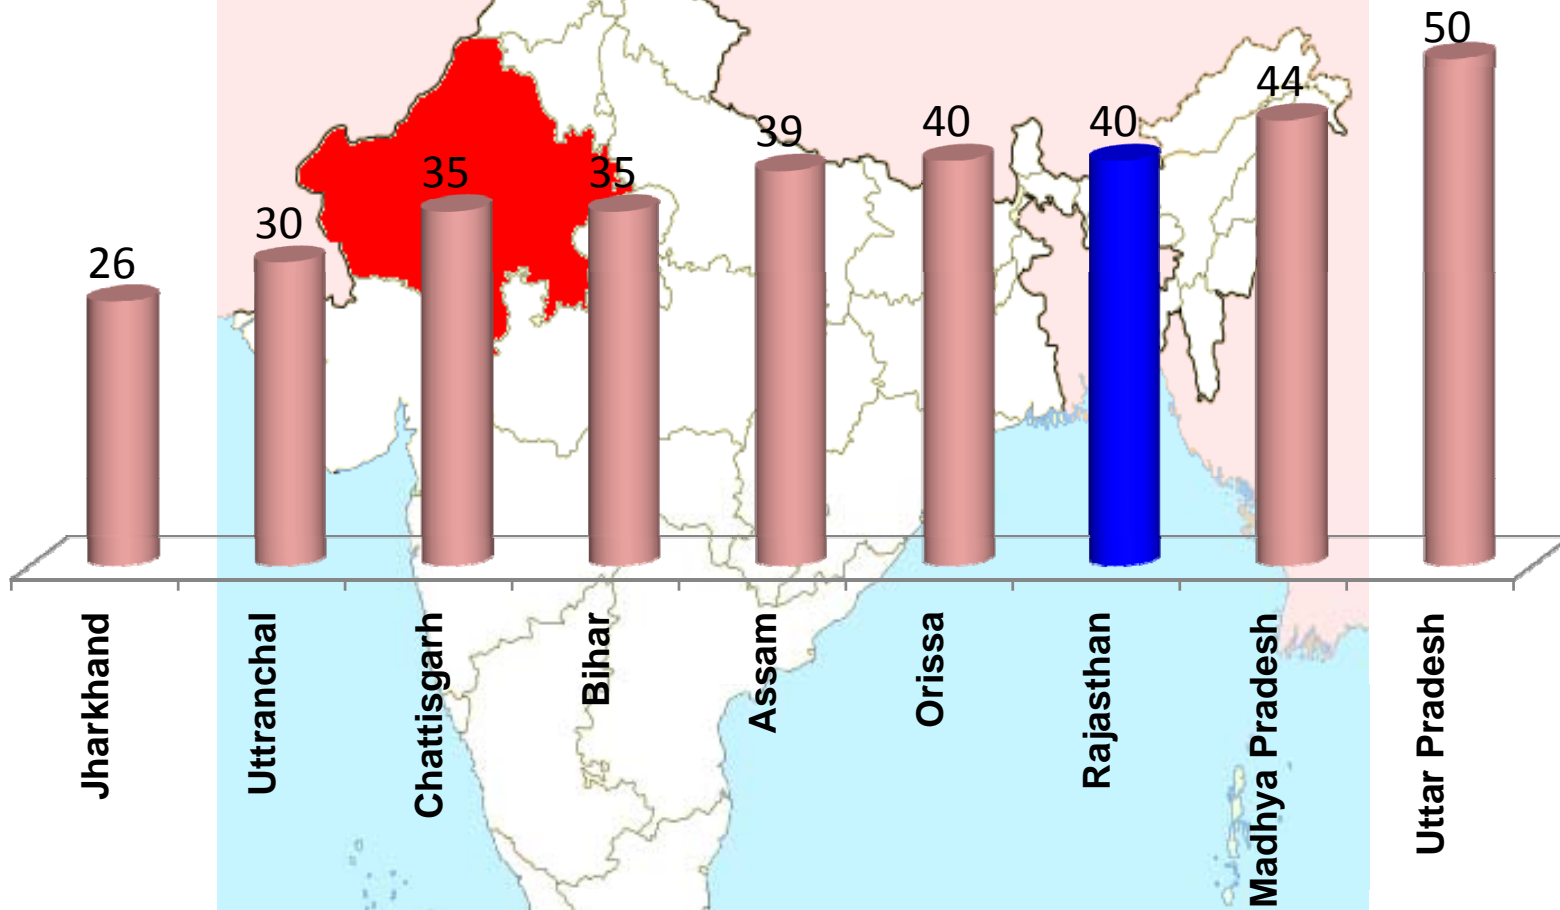 26
30
35
35
39
40
40
44
50
Jharkhand
Uttranchal
Chattisgarh
Bihar
Assam
Orissa
Rajasthan
Madhya Pradesh
Uttar Pradesh